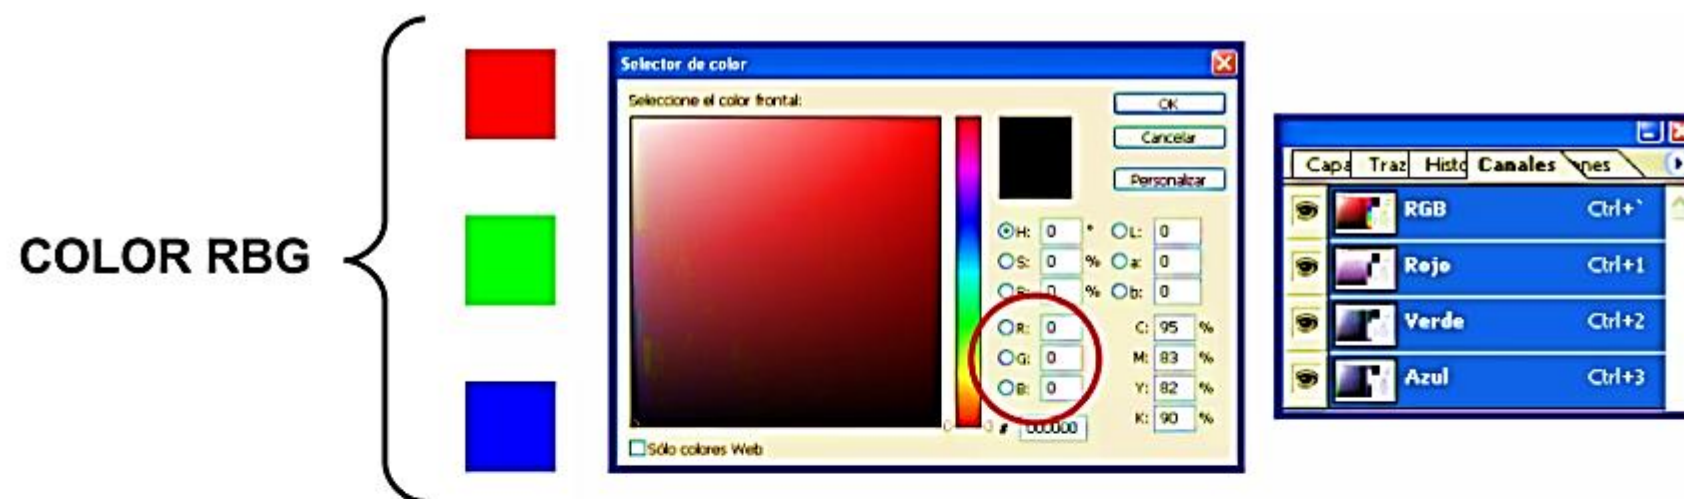 COLOR RBG
Selector de color
Seleccione el color frontal:
OK
Cancelar
Personalizar
H: 0 °
L: 0
S: 0 %
a: 0
B: 0 %
b: 0
R: 0
C: 95 %
G: 0
M: 83 %
B: 0
Y: 82 %
# 000000
K: 90 %
Sólo colores Web
Capa Traz Histo Canales nes
RGB Ctrl+`
Rojo Ctrl+1
Verde Ctrl+2
Azul Ctrl+3